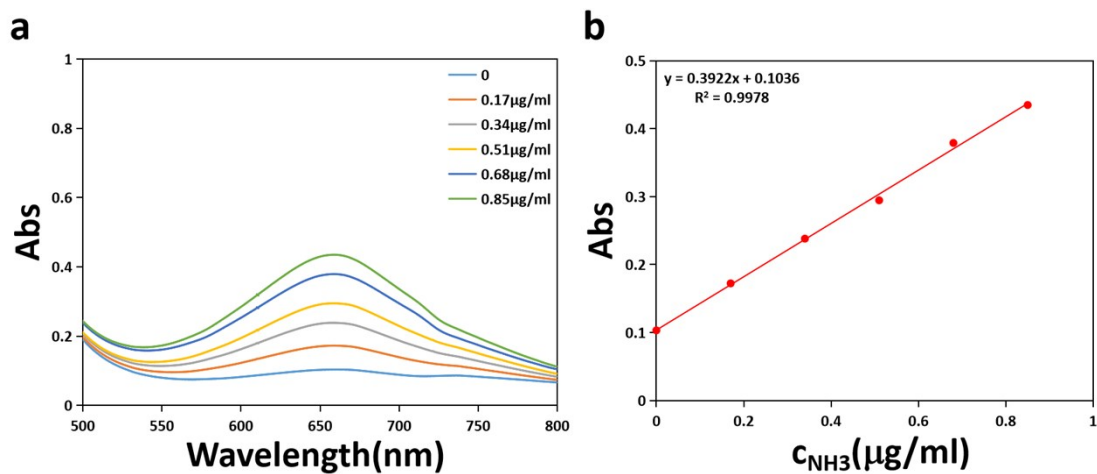 a
Abs
1
0.8
0.6
0.4
0.2
0
0
0.17μg/ml
0.34μg/ml
0.51μg/ml
0.68μg/ml
0.85μg/ml
500 550 600 650 700 750 800
Wavelength(nm)
b
Abs
0.5
0.4
0.3
0.2
0.1
0
y = 0.3922x + 0.1036
R² = 0.9978
0 0.2 0.4 0.6 0.8 1
cNH3(μg/ml)